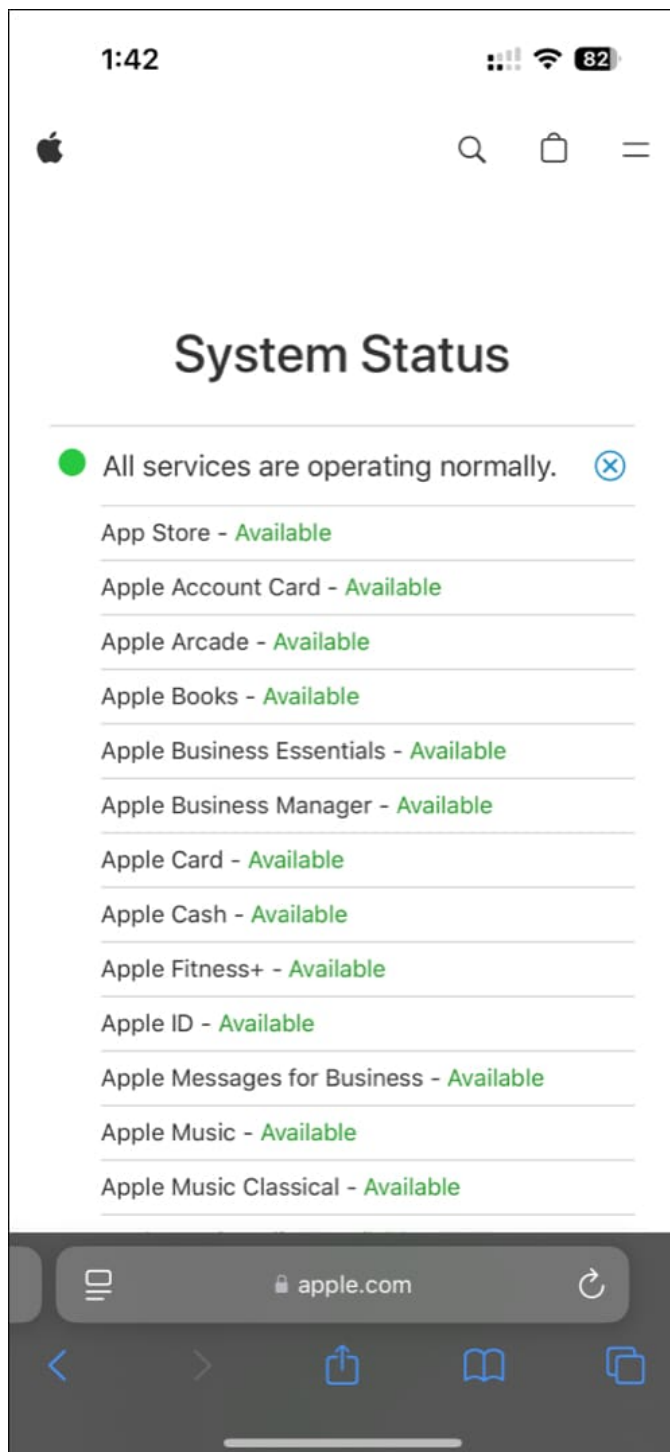 1:42
82
System Status
All services are operating normally.
App Store - Available
Apple Account Card - Available
Apple Arcade - Available
Apple Books - Available
Apple Business Essentials - Available
Apple Business Manager - Available
Apple Card - Available
Apple Cash - Available
Apple Fitness+ - Available
Apple ID - Available
Apple Messages for Business - Available
Apple Music - Available
Apple Music Classical - Available
apple.com